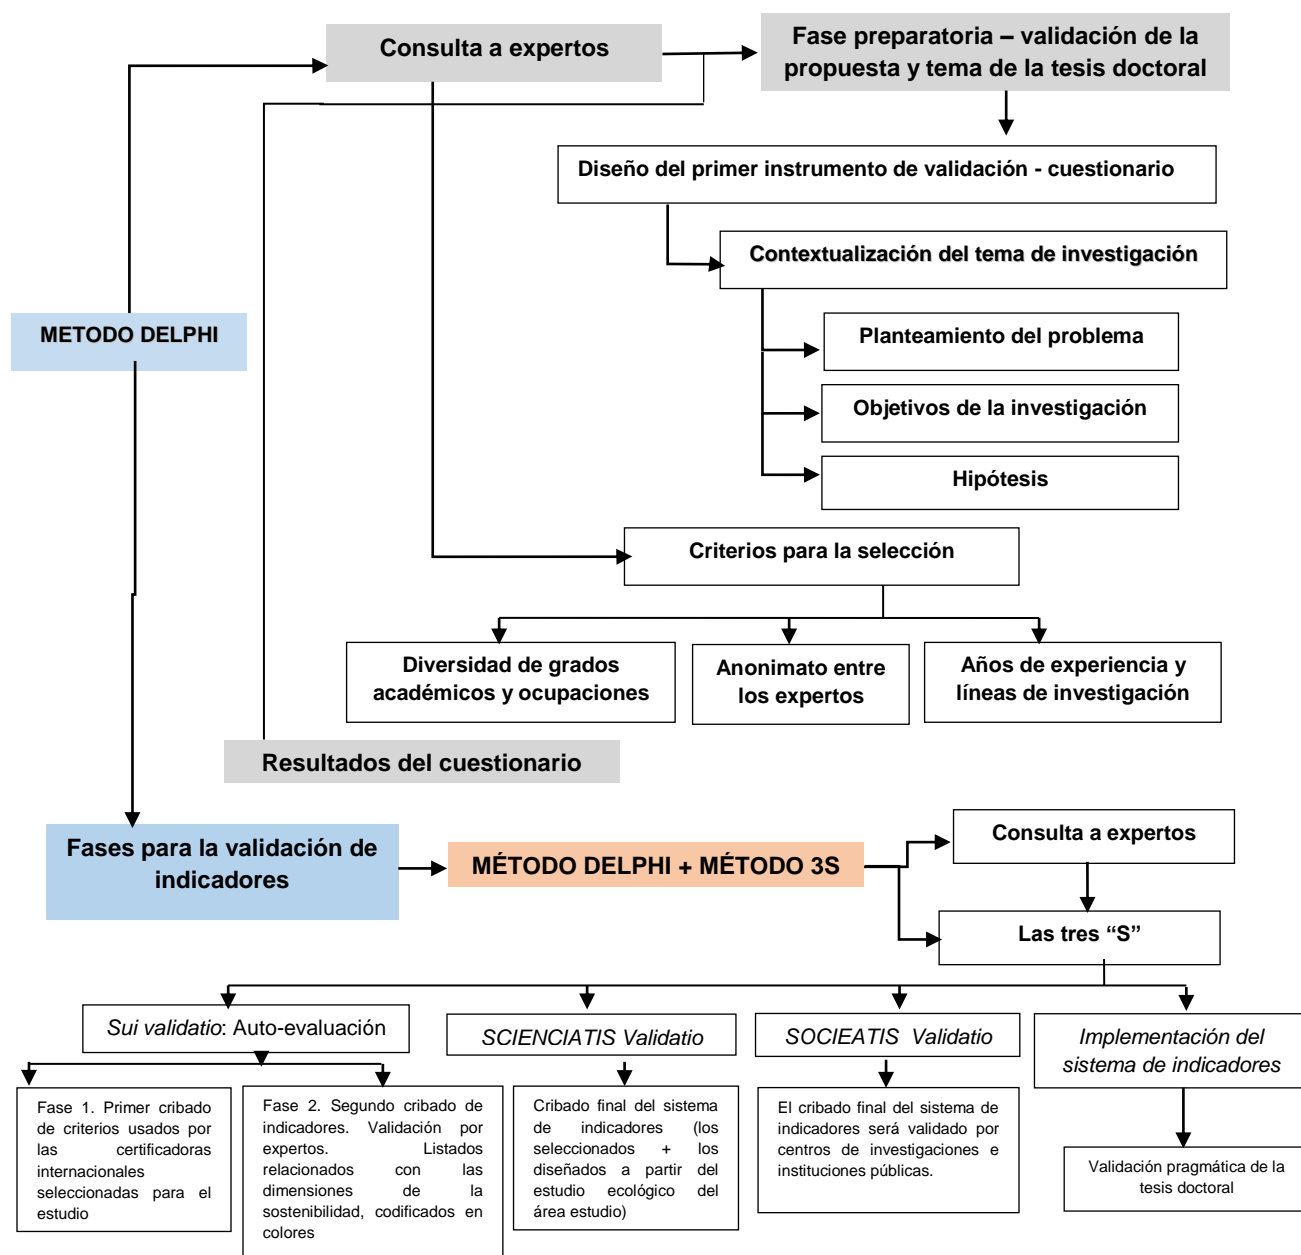 Consulta a expertos
Fase preparatoria – validación de la
propuesta y tema de la tesis doctoral
Diseño del primer instrumento de validación - cuestionario
Contextualización del tema de investigación
METODO DELPHI
Planteamiento del problema
Objetivos de la investigación
Hipótesis
Criterios para la selección
Diversidad de grados
académicos y ocupaciones
Anonimato entre
los expertos
Años de experiencia y
líneas de investigación
Resultados del cuestionario
Fases para la validación de
indicadores
MÉTODO DELPHI + MÉTODO 3S
Consulta a expertos
Las tres “S”
Sui validatio: Auto-evaluación
SCIENCIATIS Validatio
SOCIEATIS Validatio
Implementación del
sistema de indicadores
Fase 1. Primer cribado
de criterios usados por
las certificadoras
internacionales
seleccionadas para el
estudio
Fase 2. Segundo cribado de
indicadores. Validación por
expertos. Listados
relacionados con las
dimensiones de la
sostenibilidad, codificados en
colores
Cribado final del sistema
de indicadores (los
seleccionados + los
diseñados a partir del
estudio ecológico del
área estudio)
El cribado final del sistema de
indicadores será validado por
centros de investigaciones e
instituciones públicas.
Validación pragmática de la
tesis doctoral